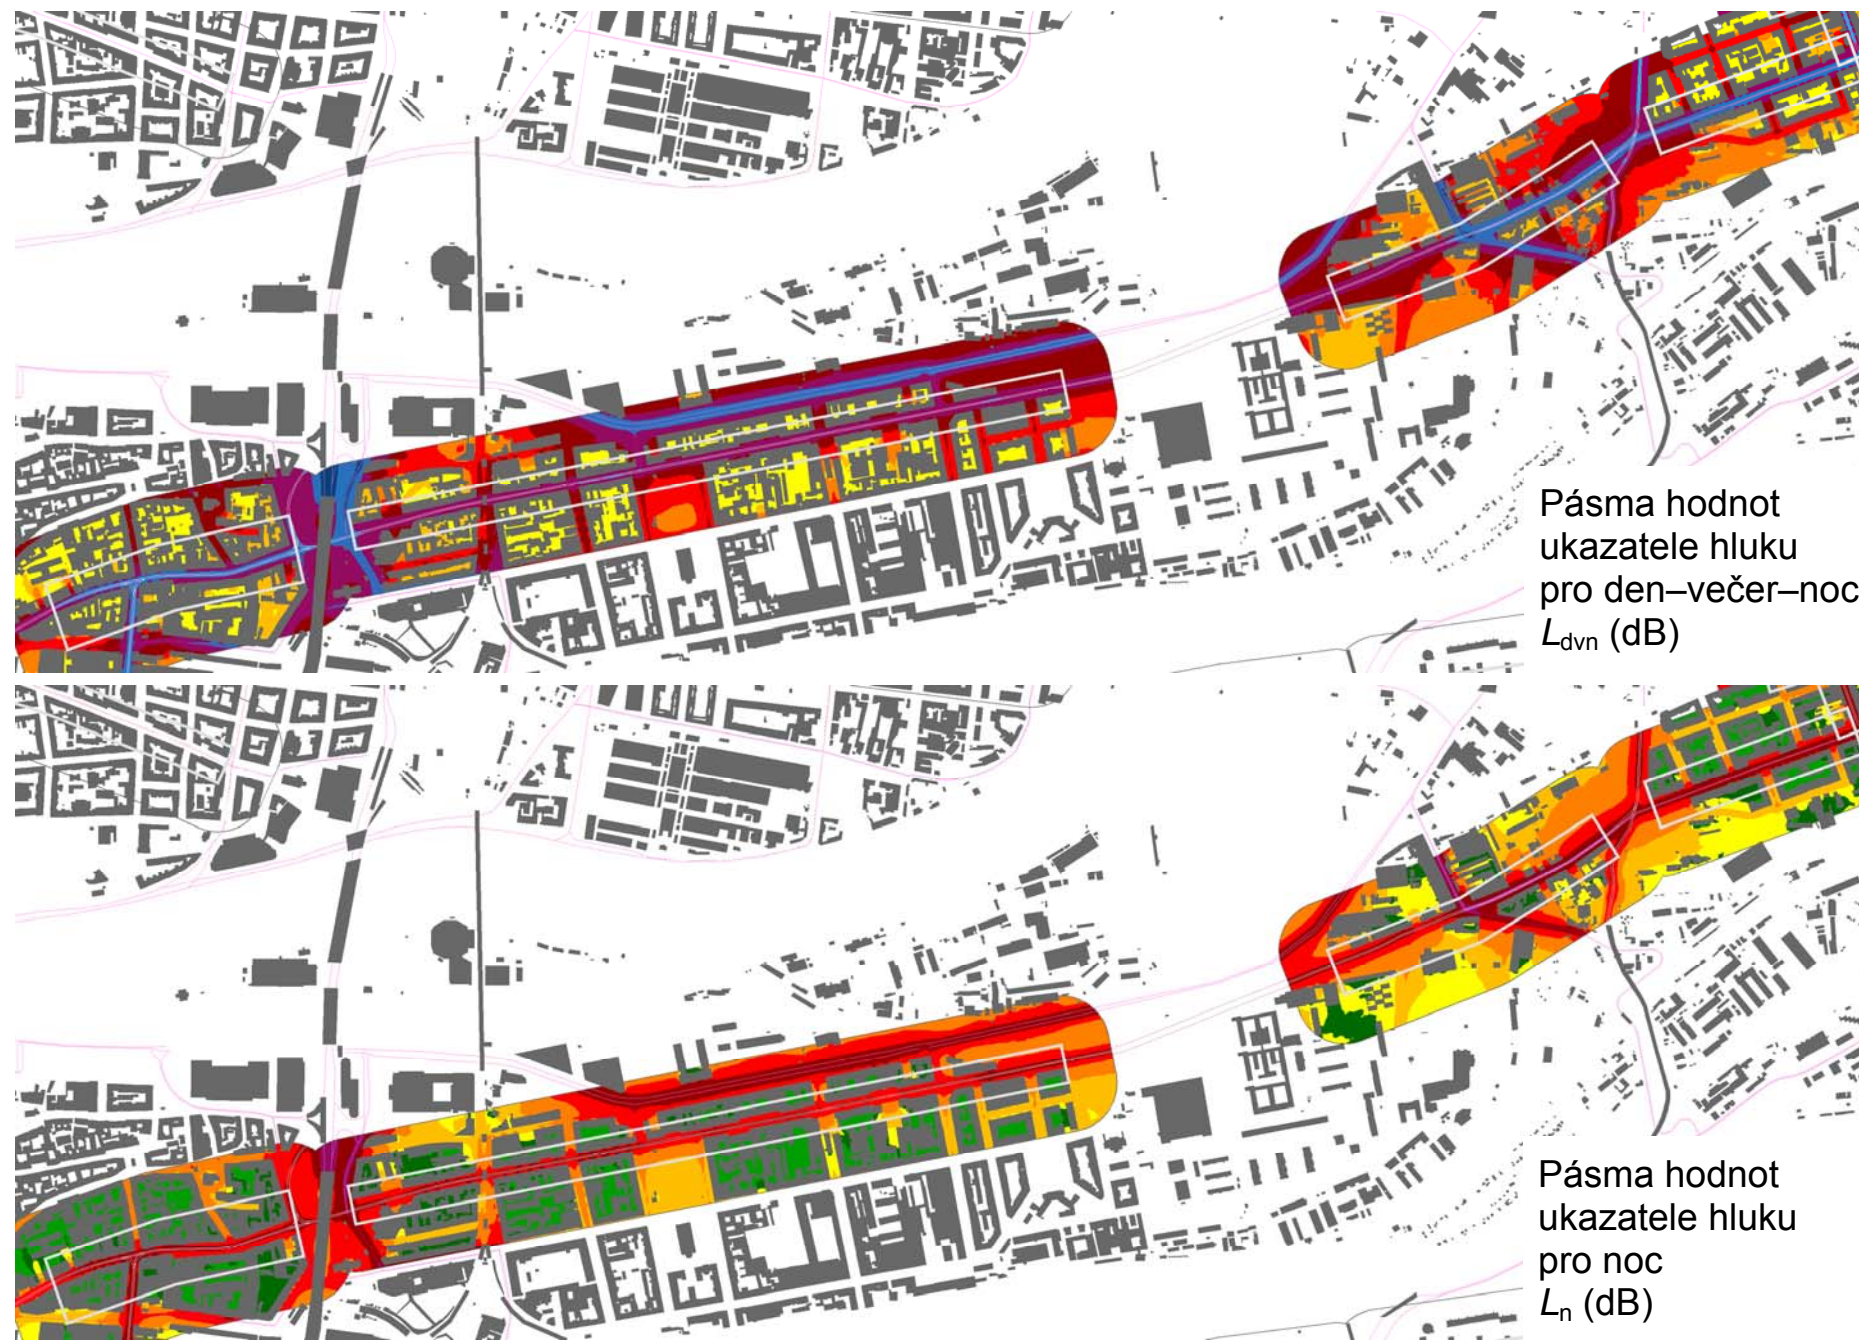 Pásma hodnot
ukazatele hluku
pro den–večer–noc
Ldvn (dB)
Pásma hodnot
ukazatele hluku
pro noc
Ln (dB)